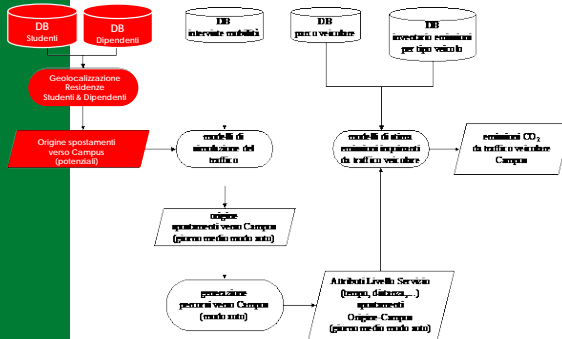 DB
Studenti
DB
Dipendenti
DB
interviste mobilità
DB
parco veicolare
DB
inventario emissioni
per tipo veicolo
Geolocalizzazione
Residenze
Studenti & Dipendenti
Origine spostamenti
verso Campus
(potenziali)
modelli di
simulazione del
traffico
modelli di stima
emissioni inquinanti
da traffico veicolare
emissioni CO2
da traffico veicolare
Campus
origine
spostamenti verso Campus
(giorno medio modo auto)
generazione
percorsi verso Campus
(modo auto)
Attributi Livello Servizio
(tempo, distanza,...)
spostamenti
Origine-Campus
(giorno medio modo auto)